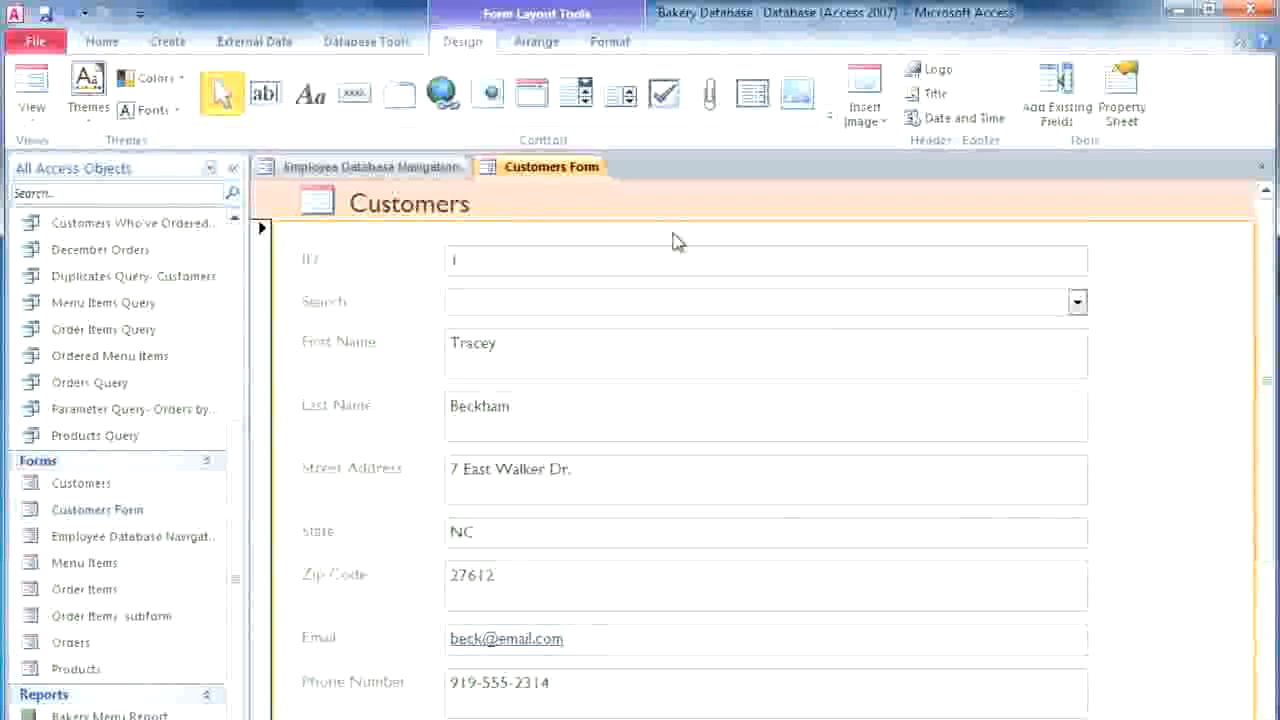 Form Layout Tools
Bakery Database : Database (Access 2007) - Microsoft Access
File Home Create External Data Database Tools Design Arrange Format
View
Themes
Colors
Fonts
ab|
Aa
xxxx
Insert Image
Logo
Title
Date and Time
Add Existing Fields
Property Sheet
Views Themes Controls Header / Footer Tools
All Access Objects
Employee Database Navigation Customers Form
Search...
Customers Who've Ordered...
December Orders
Duplicates Query- Customers
Menu Items Query
Order Items Query
Ordered Menu Items
Orders Query
Parameter Query- Orders by...
Products Query
Forms
Customers
Customers Form
Employee Database Navigat...
Menu Items
Order Items
Order Items subform
Orders
Products
Reports
Bakery Menu Report
Customers
ID 1
Search
First Name Tracey
Last Name Beckham
Street Address 7 East Walker Dr.
State NC
Zip Code 27612
Email beck@email.com
Phone Number 919-555-2314